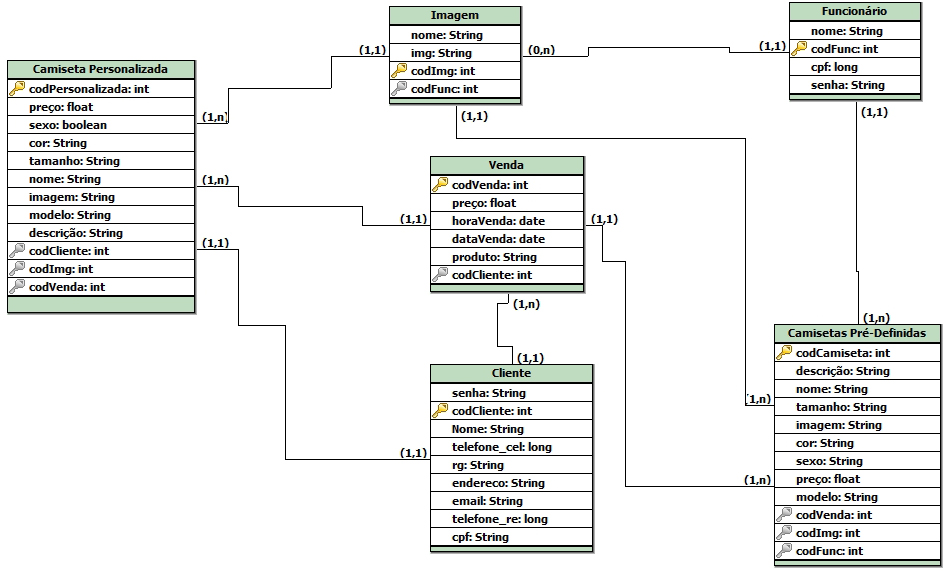 Camiseta Personalizada
codPersonalizada: int
preço: float
sexo: boolean
cor: String
tamanho: String
nome: String
imagem: String
modelo: String
descrição: String
codCliente: int
codImg: int
codVenda: int
(1,n)
(1,n)
(1,1)
Imagem
nome: String
img: String
codImg: int
codFunc: int
(1,1)
(0,n)
(1,1)
Funcionário
nome: String
codFunc: int
cpf: long
senha: String
(1,1)
(1,1)
Venda
codVenda: int
preço: float
horaVenda: date
dataVenda: date
produto: String
codCliente: int
(1,1)
(1,1)
(1,n)
Cliente
senha: String
codCliente: int
Nome: String
telefone_cel: long
rg: String
endereco: String
email: String
telefone_re: long
cpf: String
(1,1)
(1,1)
Camisetas Pré-Definidas
codCamiseta: int
descrição: String
nome: String
tamanho: String
imagem: String
cor: String
sexo: String
preço: float
modelo: String
codVenda: int
codImg: int
codFunc: int
(1,n)
(1,n)
(1,n)